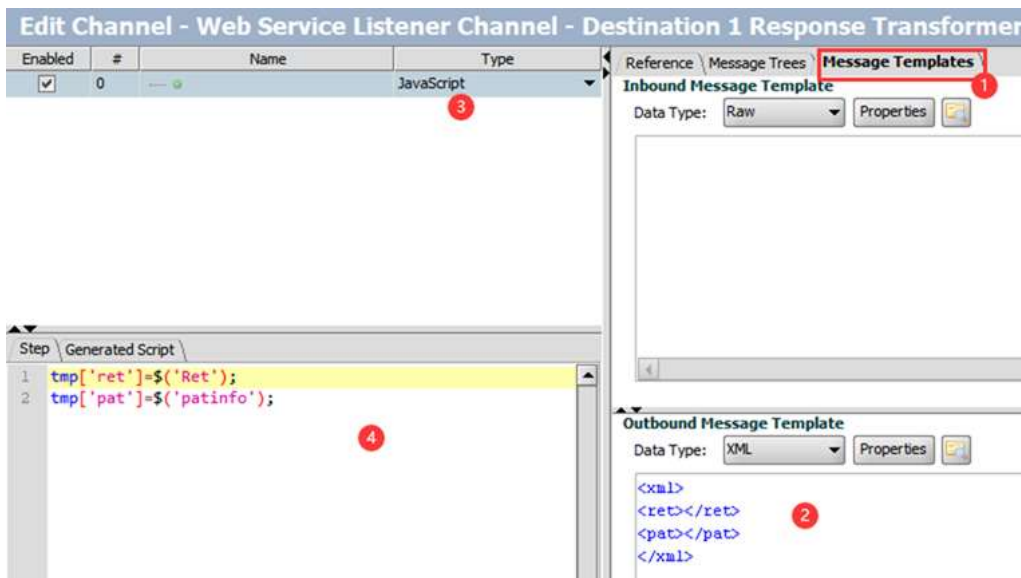 Edit Channel - Web Service Listener Channel - Destination 1 Response Transformer
Enabled # Name Type
0 JavaScript
3
Reference Message Trees Message Templates
1
Inbound Message Template
Data Type: Raw Properties
Step Generated Script
1 tmp['ret']=$('Ret');
2 tmp['pat']=$('patinfo');
4
Outbound Message Template
Data Type: XML Properties
<xml>
<ret></ret>
<pat></pat>
</xml>
2